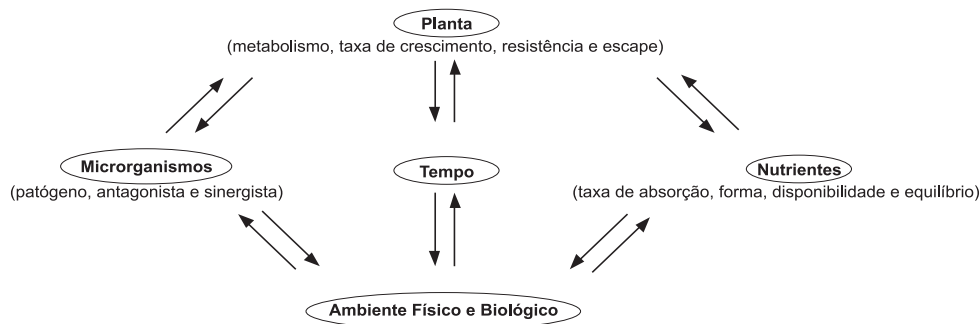 Planta
(metabolismo, taxa de crescimento, resistência e escape)
Microrganismos
(patógeno, antagonista e sinergista)
Tempo
Nutrientes
(taxa de absorção, forma, disponibilidade e equilíbrio)
Ambiente Físico e Biológico